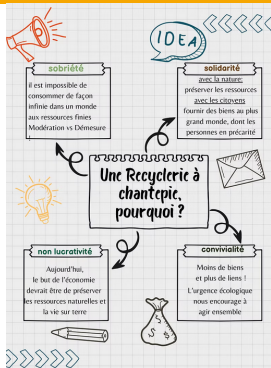 IDEA
sobriété
il est impossible de
consommer de façon
infinie dans un monde
aux ressources finies
Modération vs Démesure
!
solidarité
avec la nature:
préserver les ressources
avec les citoyens
fournir des biens au plus
grand monde, dont les
personnes en précarité
Une Recyclerie à
chantepie,
pourquoi ?
non lucrativité
Aujourd'hui,
le but de l'économie
devrait être de préserver
les ressources naturelles et
la vie sur terre
convivialité
Moins de biens
et plus de liens !
L'urgence écologique
nous encourage à
agir ensemble
$ $
$ $